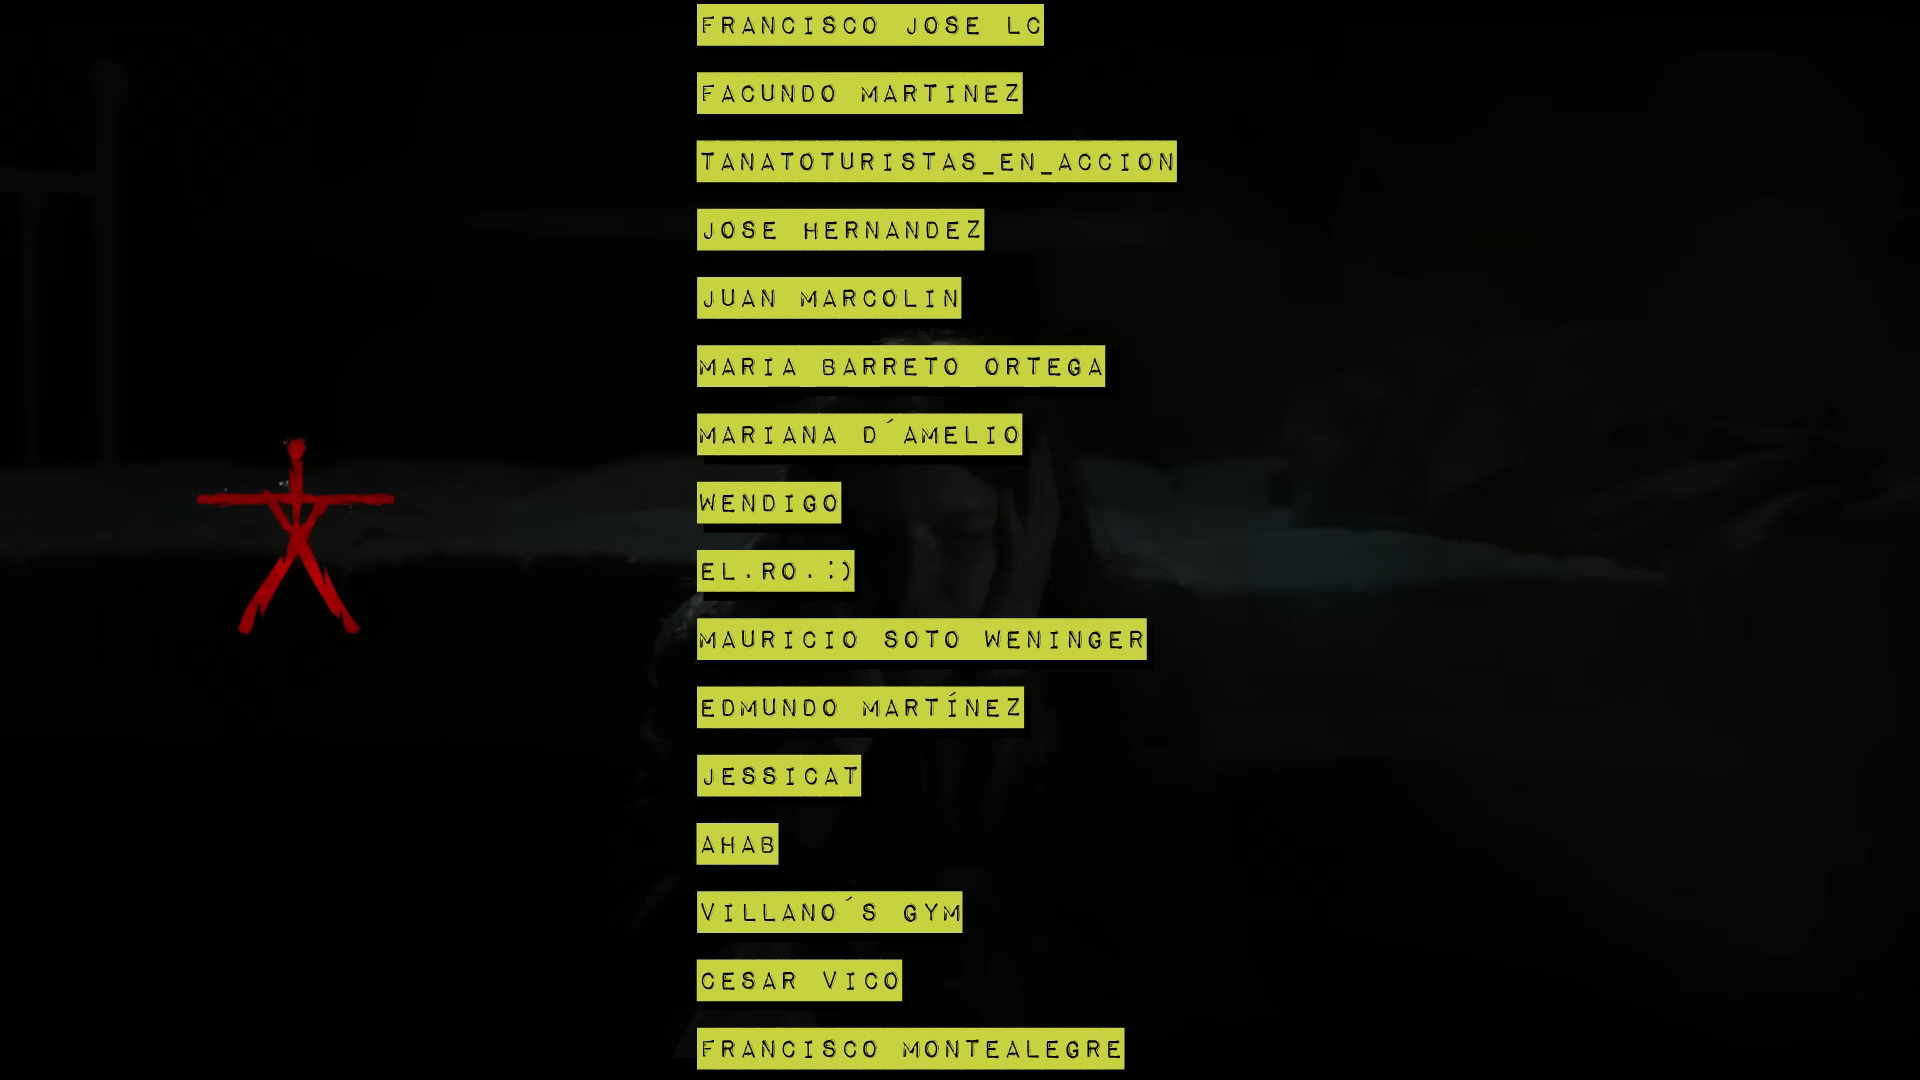 FRANCISCO JOSE LC
FACUNDO MARTINEZ
TANATOTURISTAS_EN_ACCION
JOSE HERNANDEZ
JUAN MARCOLIN
MARIA BARRETO ORTEGA
MARIANA D´AMELIO
WENDIGO
EL.RO.:)
MAURICIO SOTO WENINGER
EDMUNDO MARTÍNEZ
JESSICAT
AHAB
VILLANO´S GYM
CESAR VICO
FRANCISCO MONTEALEGRE